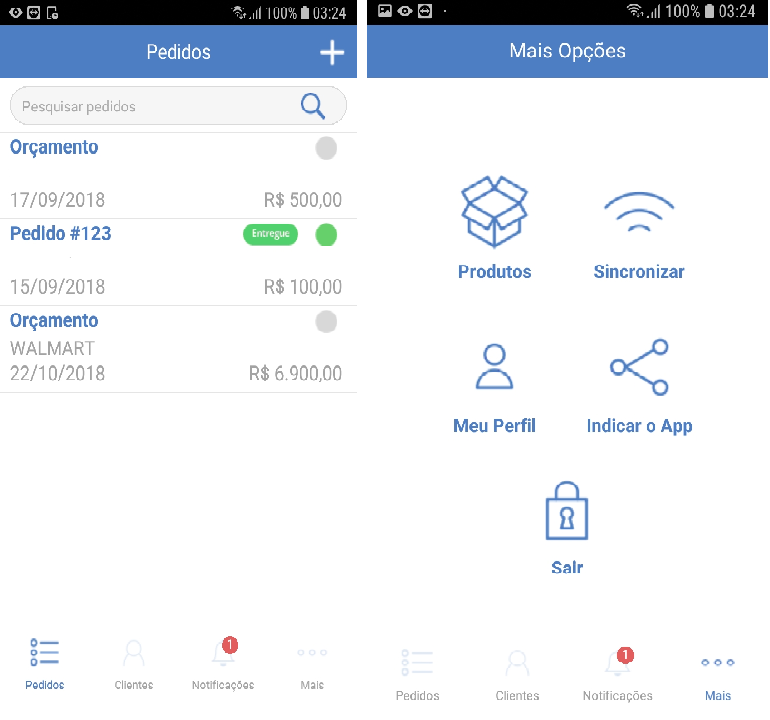 100% 03:24
Pedidos +
Pesquisar pedidos
Orçamento
17/09/2018 R$ 500,00
Pedido #123 Entregue
15/09/2018 R$ 100,00
Orçamento
WALMART
22/10/2018 R$ 6.900,00
1
Pedidos Clientes Notificações Mais
100% 03:24
Mais Opções
Produtos Sincronizar
Meu Perfil Indicar o App
Sair
1
Pedidos Clientes Notificações Mais